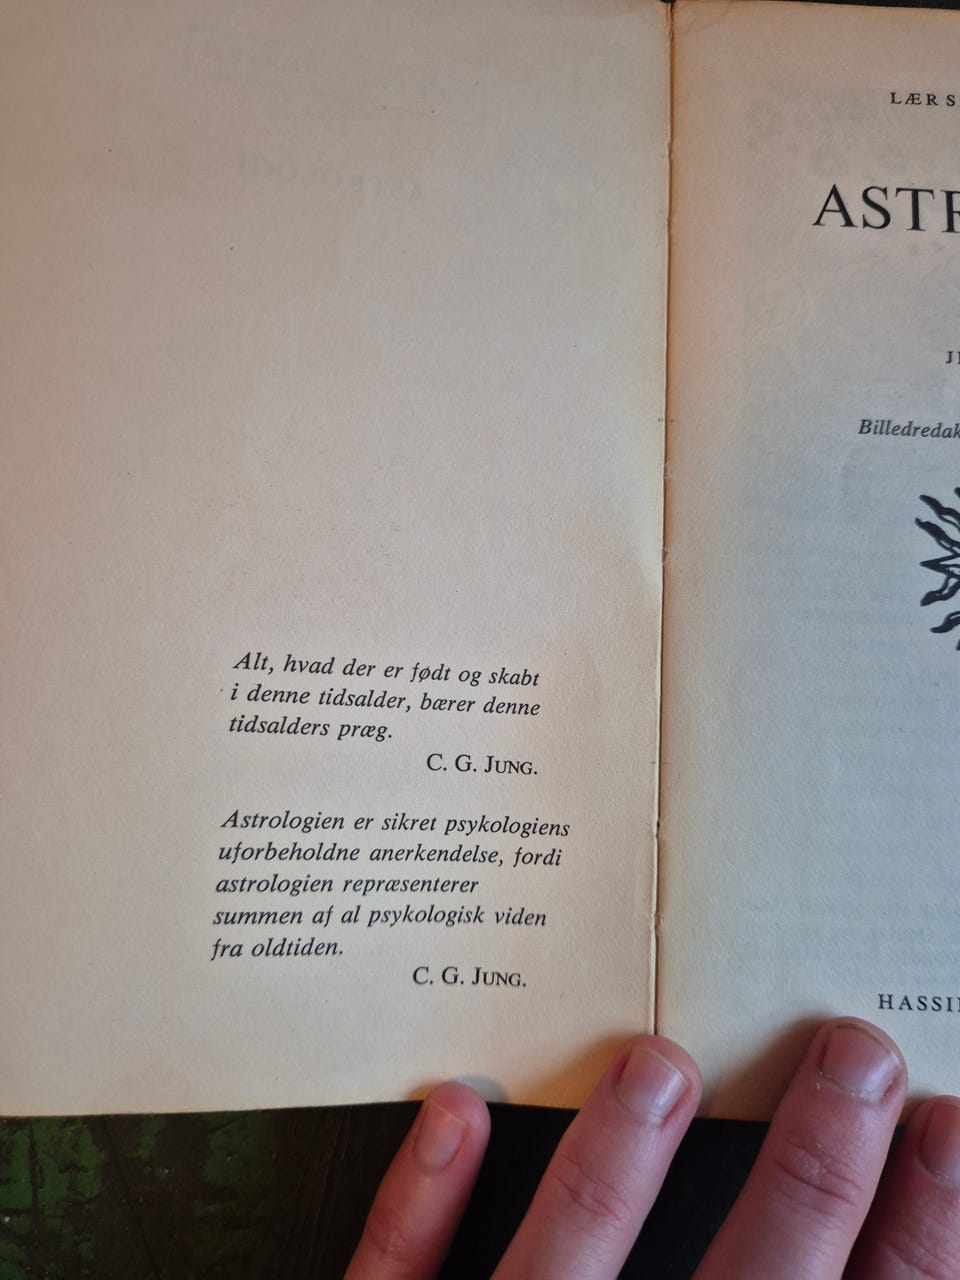 Alt, hvad der er født og skabt
i denne tidsalder, bærer denne
tidsalders præg.
C. G. JUNG.
Astrologien er sikret psykologiens
uforbeholdne anerkendelse, fordi
astrologien repræsenterer
summen af al psykologisk viden
fra oldtiden.
C. G. JUNG.
LÆR S
ASTR
Billedredak
HASSI